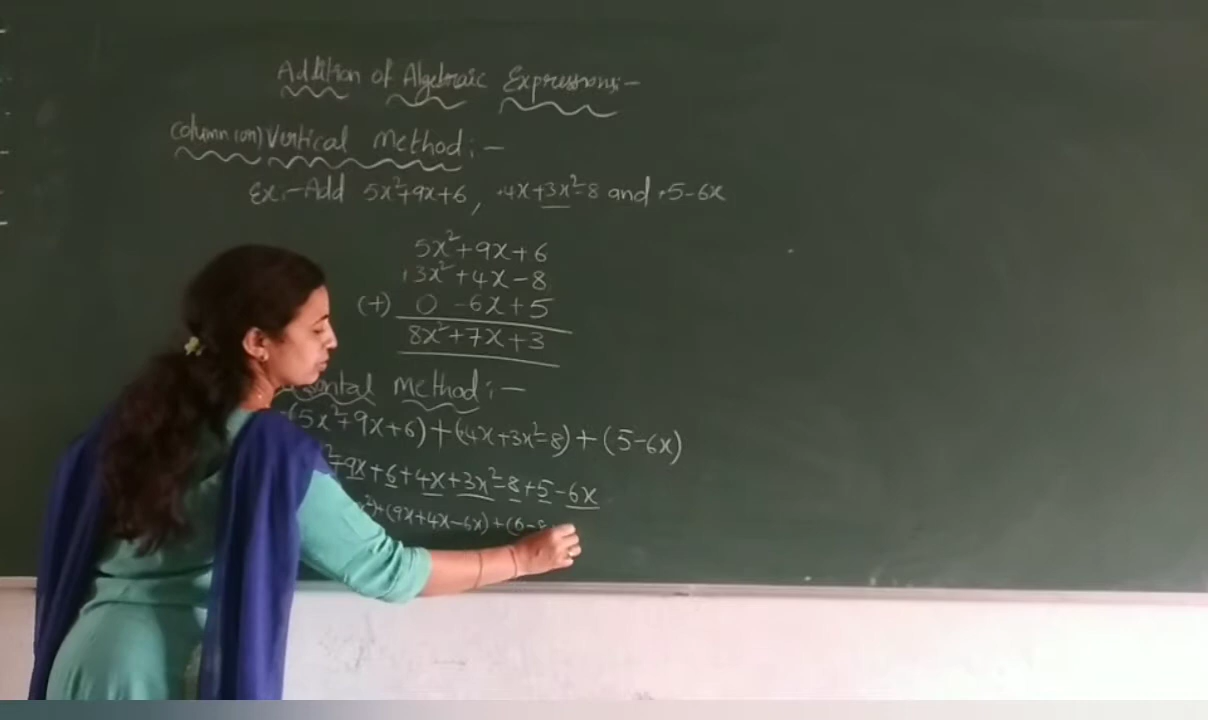 Addition of Algebraic Expressions:-
Column (or) Vertical Method:-
Ex:- Add 5x²+9x+6, +4x+3x²-8 and +5-6x
5x²+9x+6
+3x²+4x-8
(+) 0 -6x+5
8x²+7x+3
Method:-
(5x²+9x+6)+(+4x+3x²-8)+(5-6x)
+9x+6+4x+3x²-8+5-6x
x²)+(9x+4x-6x)+(6-8